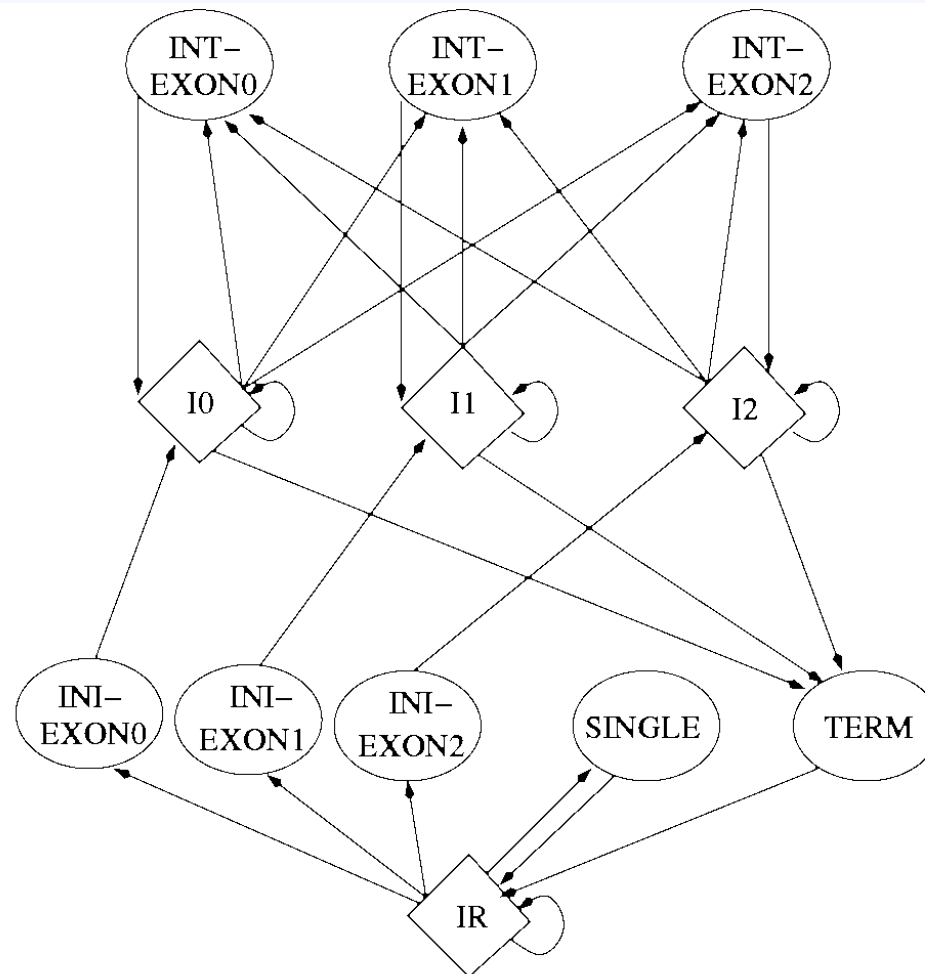 INT–
EXON0
INT–
EXON1
INT–
EXON2
I0
I1
I2
INI–
EXON0
INI–
EXON1
INI–
EXON2
SINGLE
TERM
IR